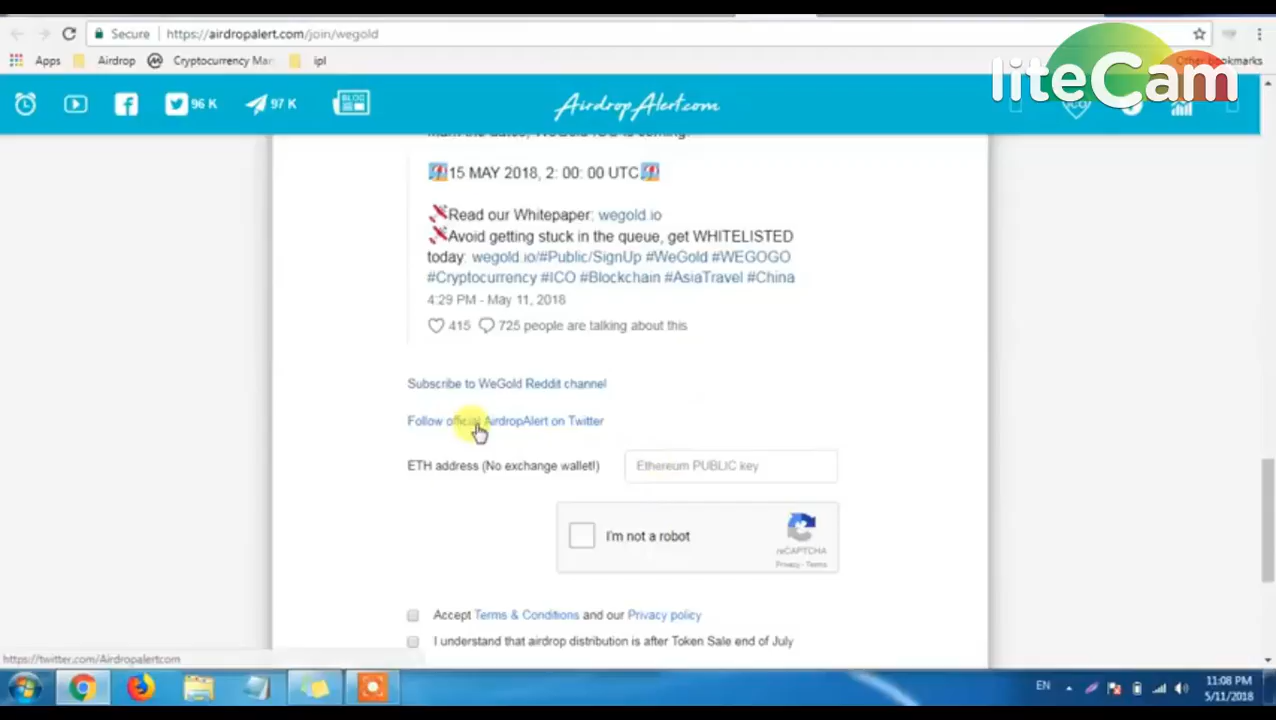 Secure | https://airdropalert.com/join/wegold
Apps Airdrop Cryptocurrency Mar ipl Other bookmarks
liteCam
96 K 97 K BLOG AirdropAlert.com ICO
15 MAY 2018, 2: 00: 00 UTC
Read our Whitepaper: wegold.io
Avoid getting stuck in the queue, get WHITELISTED
today: wegold.io/#Public/SignUp #WeGold #WEGOGO
#Cryptocurrency #ICO #Blockchain #AsiaTravel #China
4:29 PM - May 11, 2018
415 725 people are talking about this
Subscribe to WeGold Reddit channel
Follow official AirdropAlert on Twitter
ETH address (No exchange wallet!) Ethereum PUBLIC key
I'm not a robot
reCAPTCHA
Privacy - Terms
Accept Terms & Conditions and our Privacy policy
I understand that airdrop distribution is after Token Sale end of July
https://twitter.com/Airdropalertcom
EN 11:08 PM
5/11/2018